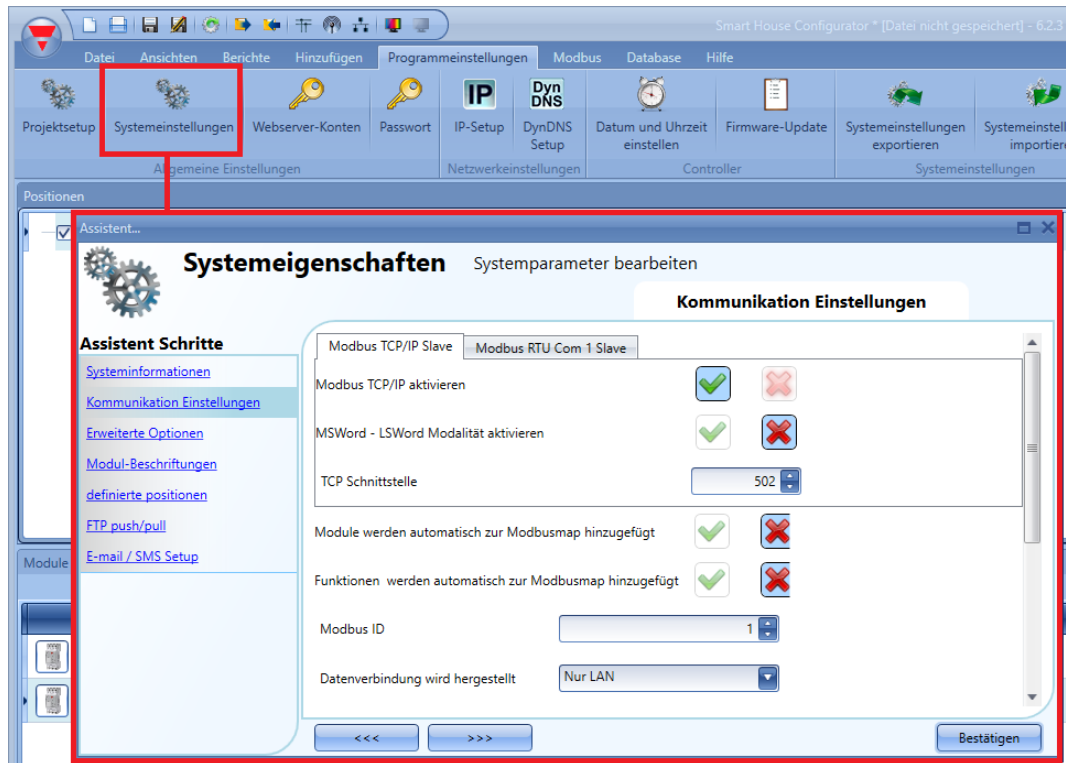 Smart House Configurator * [Datei nicht gespeichert] - 6.2.3
Datei Ansichten Berichte Hinzufügen Programmeinstellungen Modbus Database Hilfe
IP Dyn
DNS
Projektsetup Systemeinstellungen Webserver-Konten Passwort IP-Setup DynDNS Setup Datum und Uhrzeit einstellen Firmware-Update Systemeinstellungen exportieren
Allgemeine Einstellungen Netzwerkeinstellungen Controller Systemeinstellungen
Positionen
Assistent...
Systemeigenschaften Systemparameter bearbeiten
Kommunikation Einstellungen
Assistent Schritte
Systeminformationen
Kommunikation Einstellungen
Erweiterte Optionen
Modul-Beschriftungen
definierte positionen
FTP push/pull
E-mail / SMS Setup
Modbus TCP/IP Slave Modbus RTU Com 1 Slave
Modbus TCP/IP aktivieren
MSWord - LSWord Modalität aktivieren
TCP Schnittstelle 502
Module werden automatisch zur Modbusmap hinzugefügt
Funktionen werden automatisch zur Modbusmap hinzugefügt
Modbus ID 1
Datenverbindung wird hergestellt Nur LAN
<<< >>> Bestätigen
Module